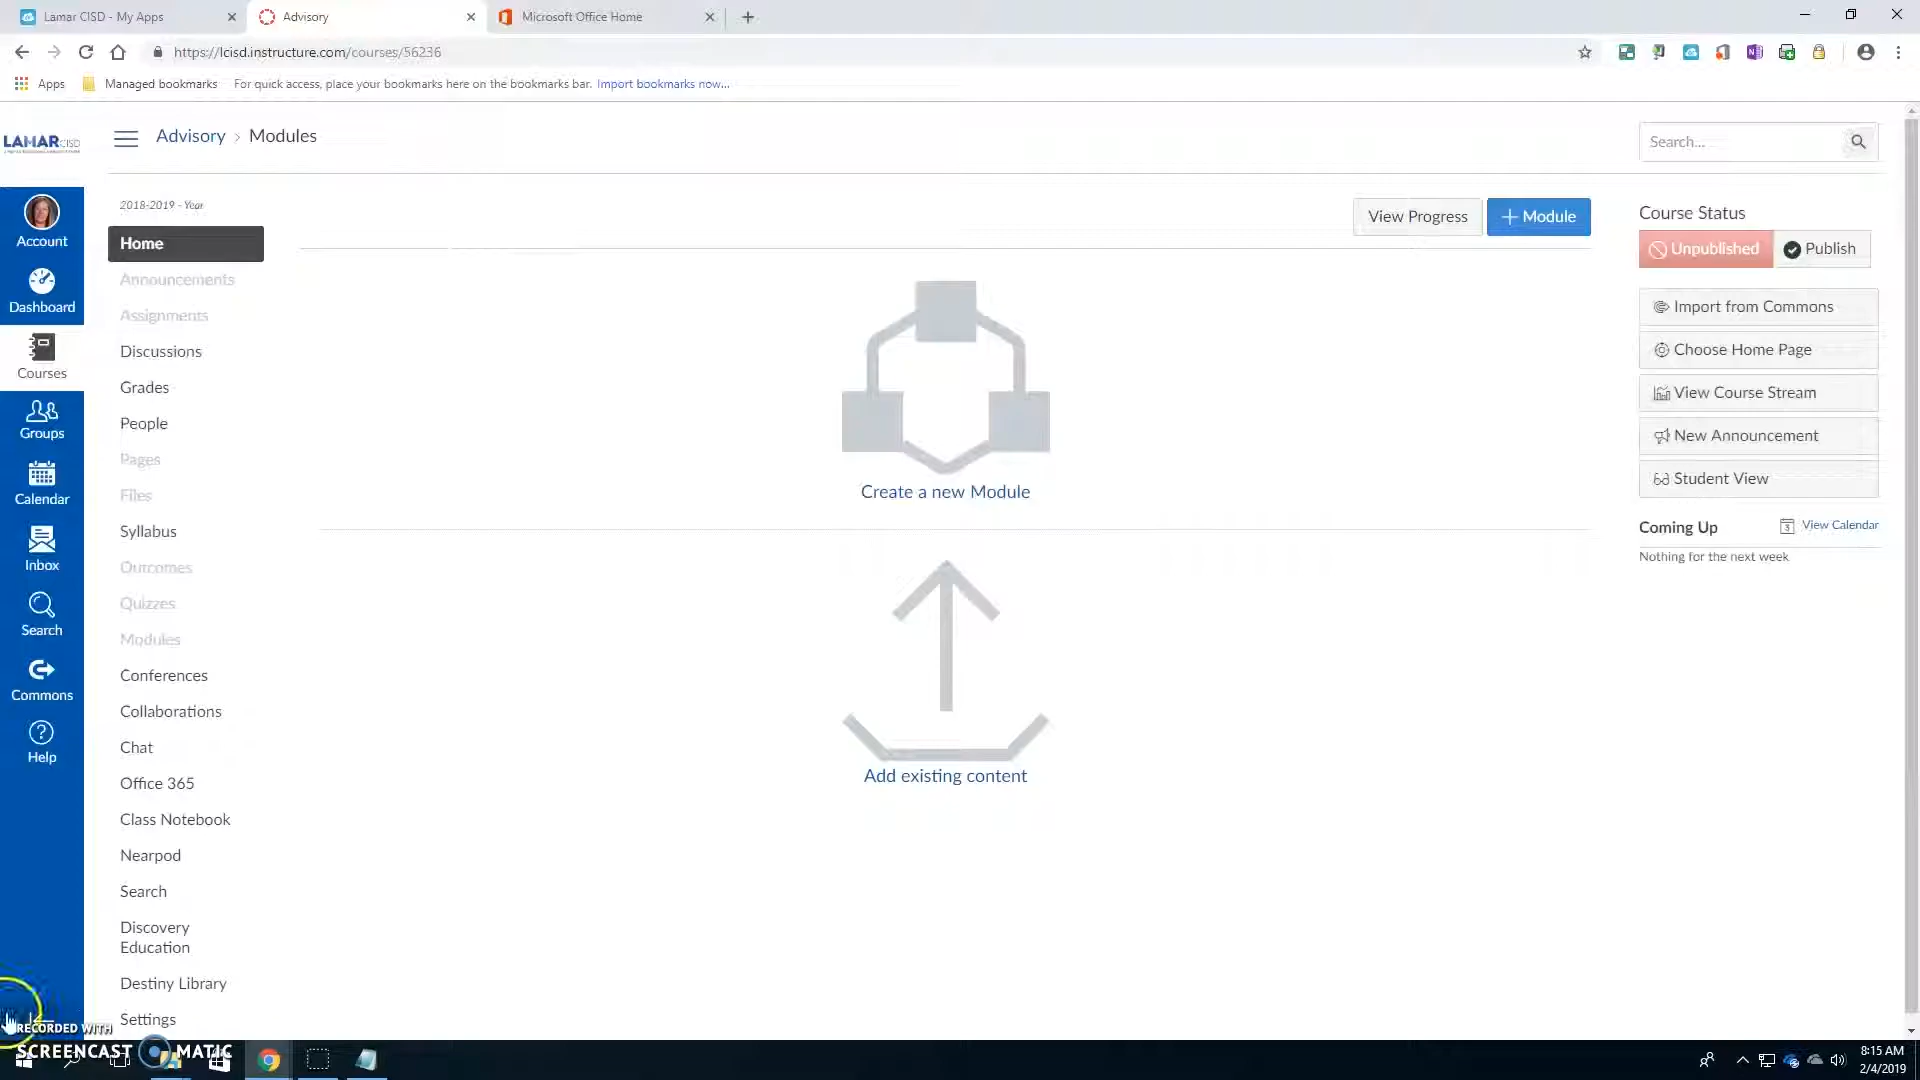 Lamar CISD - My Apps
Advisory
Microsoft Office Home
https://lcisd.instructure.com/courses/56236
Apps
Managed bookmarks
For quick access, place your bookmarks here on the bookmarks bar. Import bookmarks now...
LAMAR CISD
Advisory › Modules
Search...
Account
Dashboard
Courses
Groups
Calendar
Inbox
Search
Commons
Help
2018-2019 - Year
Home
Announcements
Assignments
Discussions
Grades
People
Pages
Files
Syllabus
Outcomes
Quizzes
Modules
Conferences
Collaborations
Chat
Office 365
Class Notebook
Nearpod
Search
Discovery
Education
Destiny Library
Settings
View Progress
+ Module
Create a new Module
Add existing content
Course Status
Unpublished
Publish
Import from Commons
Choose Home Page
View Course Stream
New Announcement
Student View
Coming Up
3
View Calendar
Nothing for the next week
RECORDED WITH
SCREENCAST MATIC
8:15 AM
2/4/2019